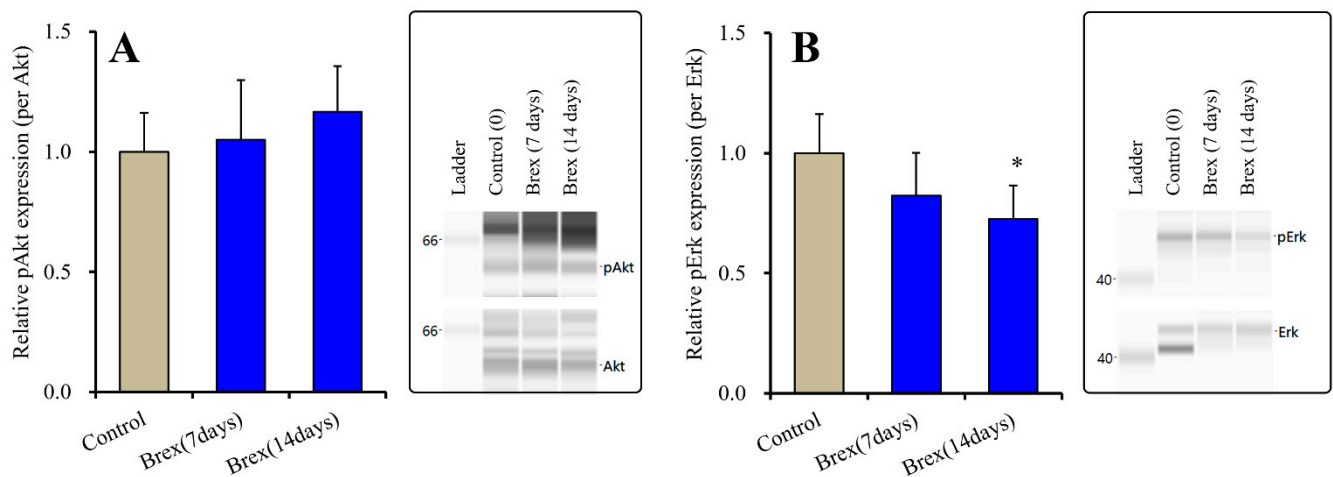 A
Relative pAkt expression (per Akt)
1.5
1.0
0.5
0.0
Control
Brex(7days)
Brex(14days)
Ladder
Control (0)
Brex (7 days)
Brex (14 days)
66
pAkt
66
Akt
B
Relative pErk expression (per Erk)
1.5
1.0
0.5
0.0
*
Control
Brex(7days)
Brex(14days)
Ladder
Control (0)
Brex (7 days)
Brex (14 days)
pErk
40
Erk
40